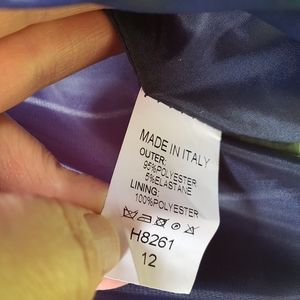 MADE IN ITALY
OUTER:
95%POLYESTER
5%ELASTANE
LINING:
100%POLYESTER
H8261
12